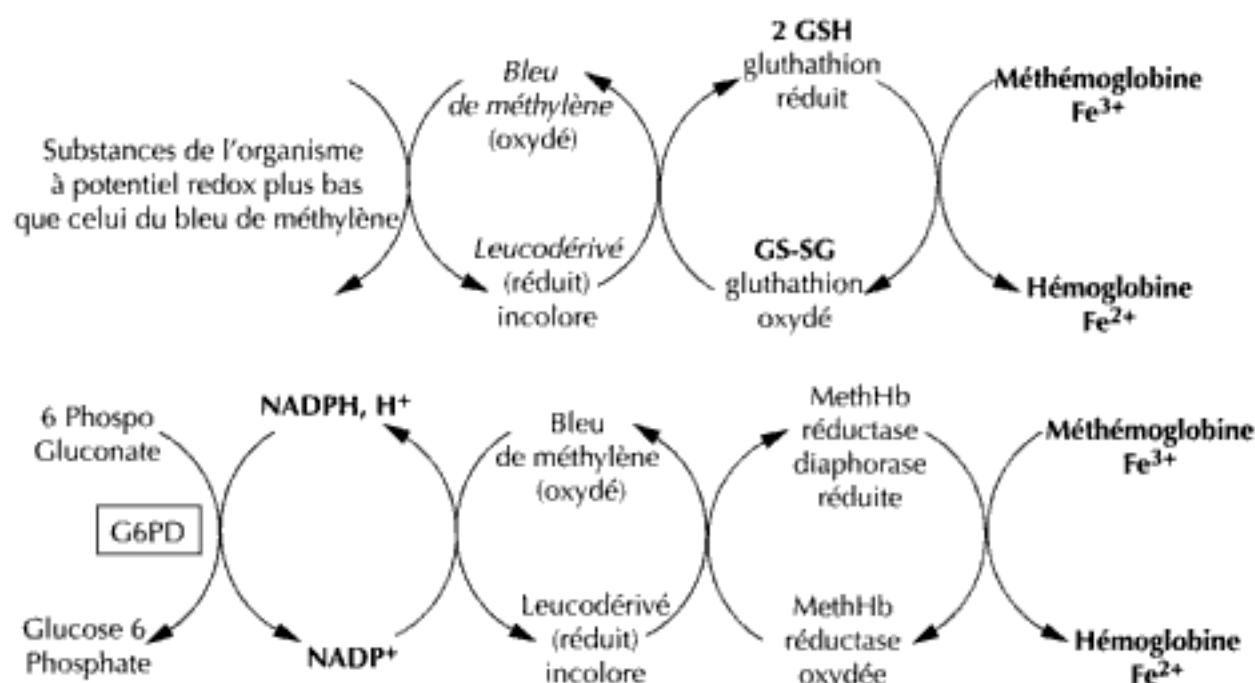 2 GSH
gluthathion
réduit
Méthémoglobine
Fe3+
Bleu
de méthylène
(oxydé)
Substances de l'organisme
à potentiel redox plus bas
que celui du bleu de méthylène
Leucodérivé
(réduit)
incolore
GS-SG
gluthathion
oxydé
Hémoglobine
Fe2+
6 Phospo
Gluconate
NADPH, H+
Bleu
de méthylène
(oxydé)
MethHb
réductase
diaphorase
réduite
Méthémoglobine
Fe3+
G6PD
Glucose 6
Phosphate
NADP+
Leucodérivé
(réduit)
incolore
MethHb
réductase
oxydée
Hémoglobine
Fe2+